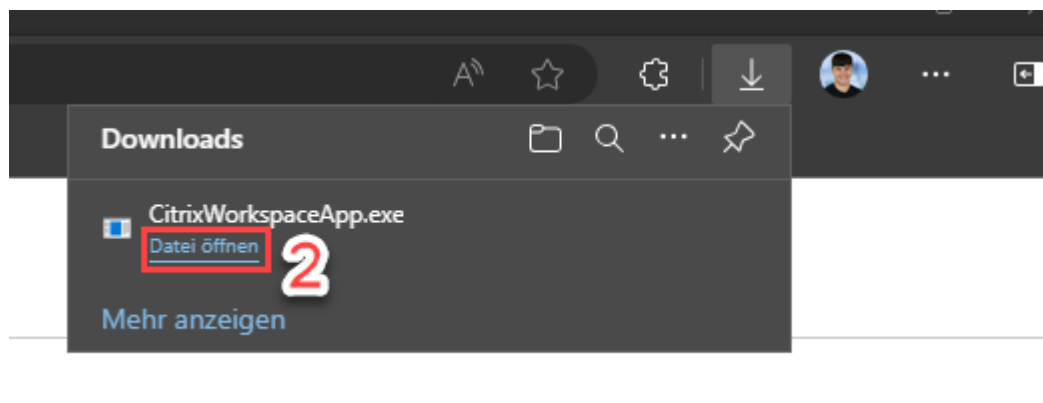 Downloads
CitrixWorkspaceApp.exe
Datei öffnen
2
Mehr anzeigen